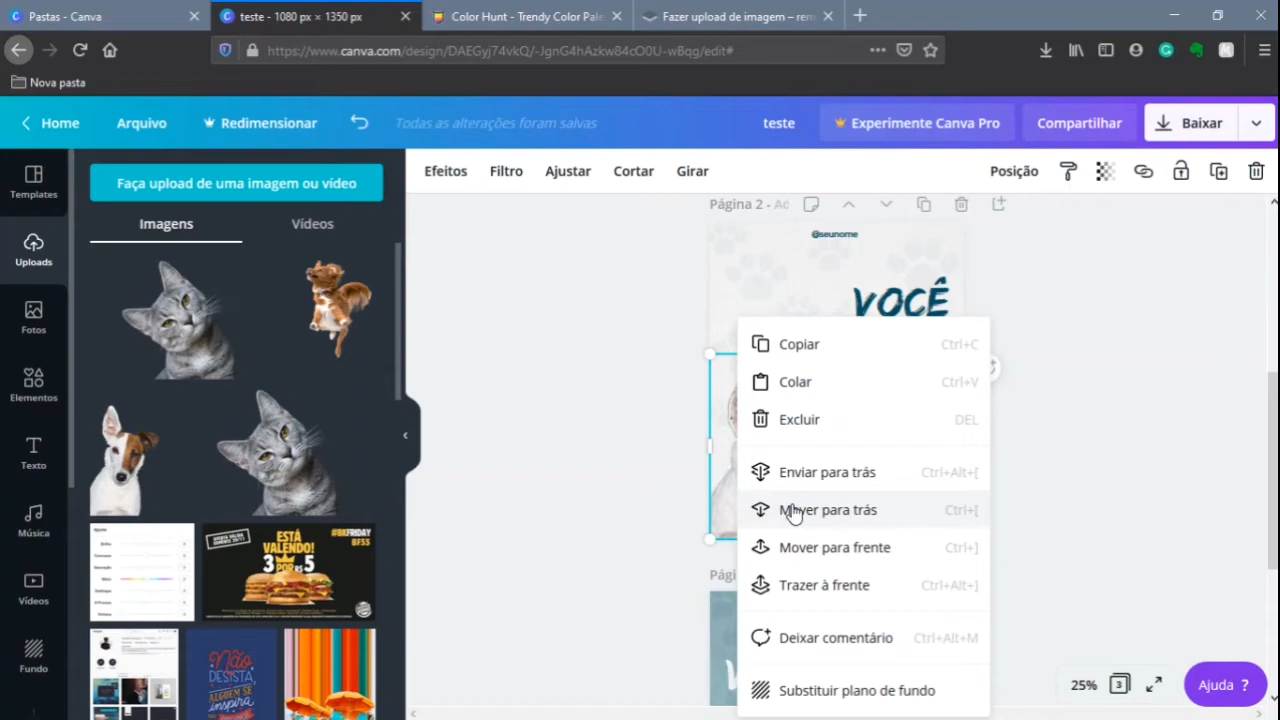 Pastas - Canva
teste - 1080 px × 1350 px
Color Hunt - Trendy Color Pale
Fazer upload de imagem – rem
https://www.canva.com/design/DAEGyj74vkQ/-JgnG4hAzkw84cO0U-wBqg/edit#
Nova pasta
Home
Arquivo
Redimensionar
Todas as alterações foram salvas
teste
Experimente Canva Pro
Compartilhar
Baixar
Templates
Uploads
Fotos
Elementos
Texto
Música
Vídeos
Fundo
Faça upload de uma imagem ou vídeo
Imagens
Vídeos
Efeitos
Filtro
Ajustar
Cortar
Girar
Posição
Página 2 - Ad
@seunome
VOCÊ
Copiar Ctrl+C
Colar Ctrl+V
Excluir DEL
Enviar para trás Ctrl+Alt+[
Mover para trás Ctrl+[
Mover para frente Ctrl+]
Trazer à frente Ctrl+Alt+]
Deixar comentário Ctrl+Alt+M
Substituir plano de fundo
Pági
ESTÁ
VALENDO!
3 POR R$ 5
#BKFRIDAY
NÃO
DESISTA,
ALGUÉM SE
inspira
25%
3
Ajuda ?